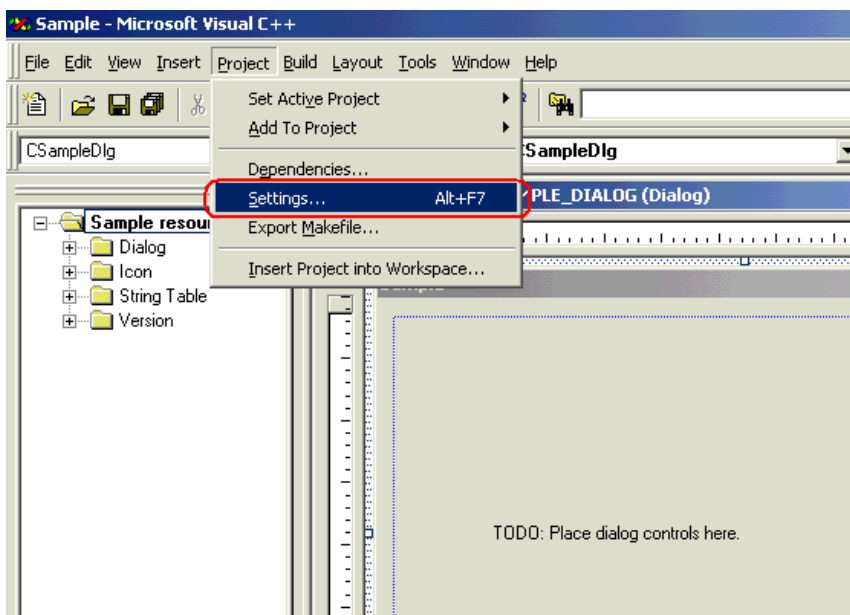 Sample - Microsoft Visual C++
File Edit View Insert Project Build Layout Tools Window Help
Set Active Project
Add To Project
CSampleDlg
CSampleDlg
Dependencies...
Settings... Alt+F7
PLE_DIALOG (Dialog)
Sample resou
Export Makefile...
Dialog
Icon
Insert Project into Workspace...
String Table
Version
TODO: Place dialog controls here.